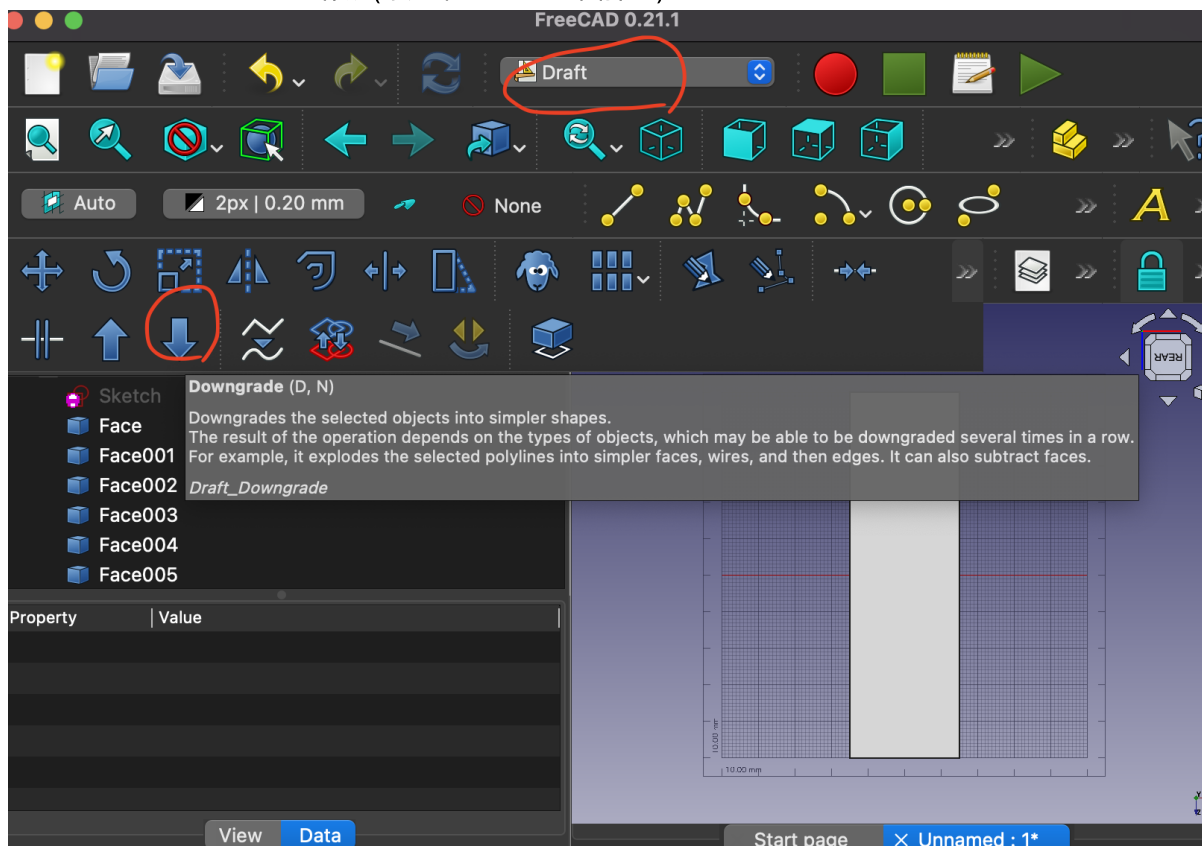 FreeCAD 0.21.1
Draft
Auto
2px | 0.20 mm
None
A
Sketch
Face
Face001
Face002
Face003
Face004
Face005
Downgrade (D, N)
Downgrades the selected objects into simpler shapes.
The result of the operation depends on the types of objects, which may be able to be downgraded several times in a row.
For example, it explodes the selected polylines into simpler faces, wires, and then edges. It can also subtract faces.
Draft_Downgrade
REAR
Property Value
10.00 mm
10.00 mm
View Data
Start page
× Unnamed : 1*